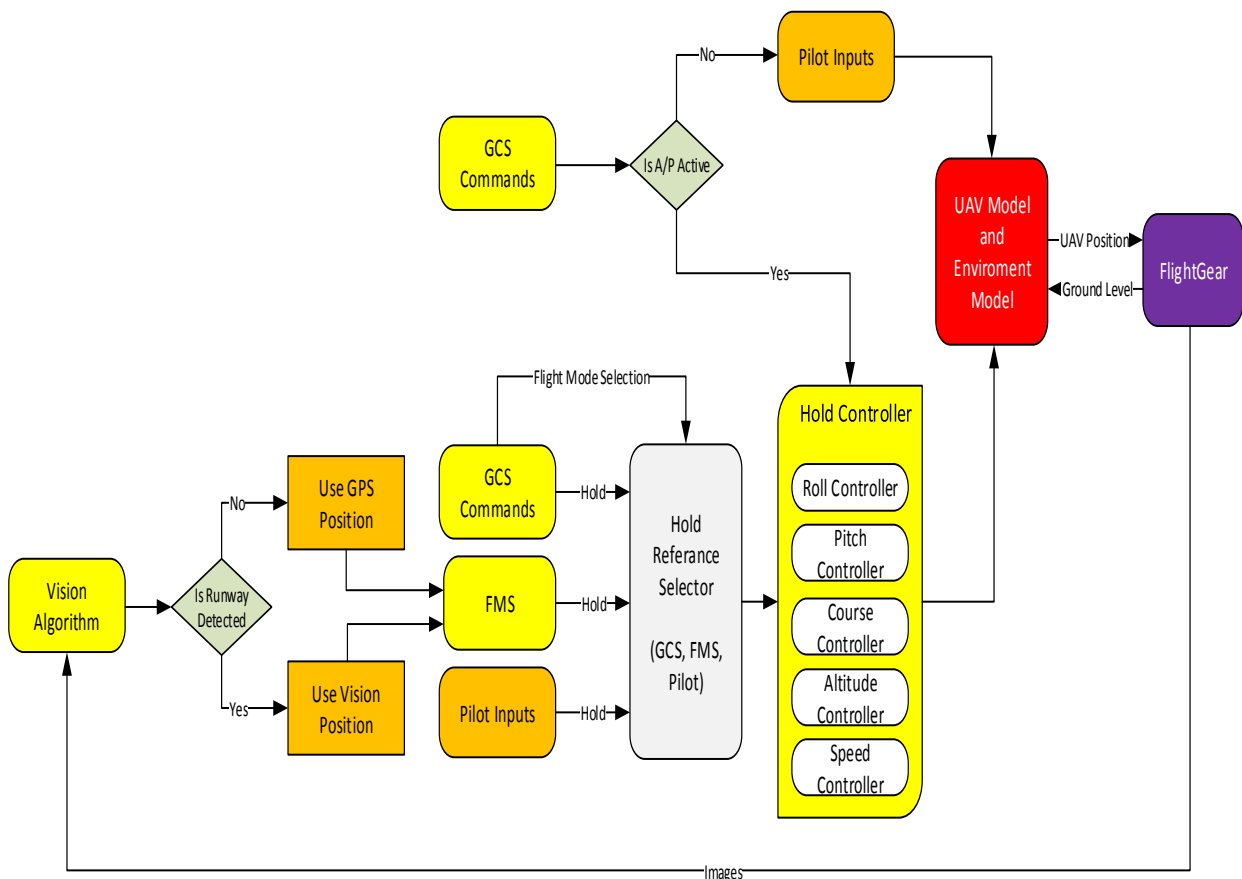 No
Pilot Inputs
GCS
Commands
Is A/P Active
UAV Model
and
Enviroment
Model
UAV Position
Ground Level
FlightGear
Yes
Flight Mode Selection
Hold Controller
Roll Controller
Pitch
Controller
Course
Controller
Altitude
Controller
Speed
Controller
GCS
Commands
Hold
Hold
Referance
Selector
(GCS, FMS,
Pilot)
Use GPS
Position
No
FMS
Hold
Vision
Algorithm
Is Runway
Detected
Yes
Use Vision
Position
Pilot Inputs
Hold
Images